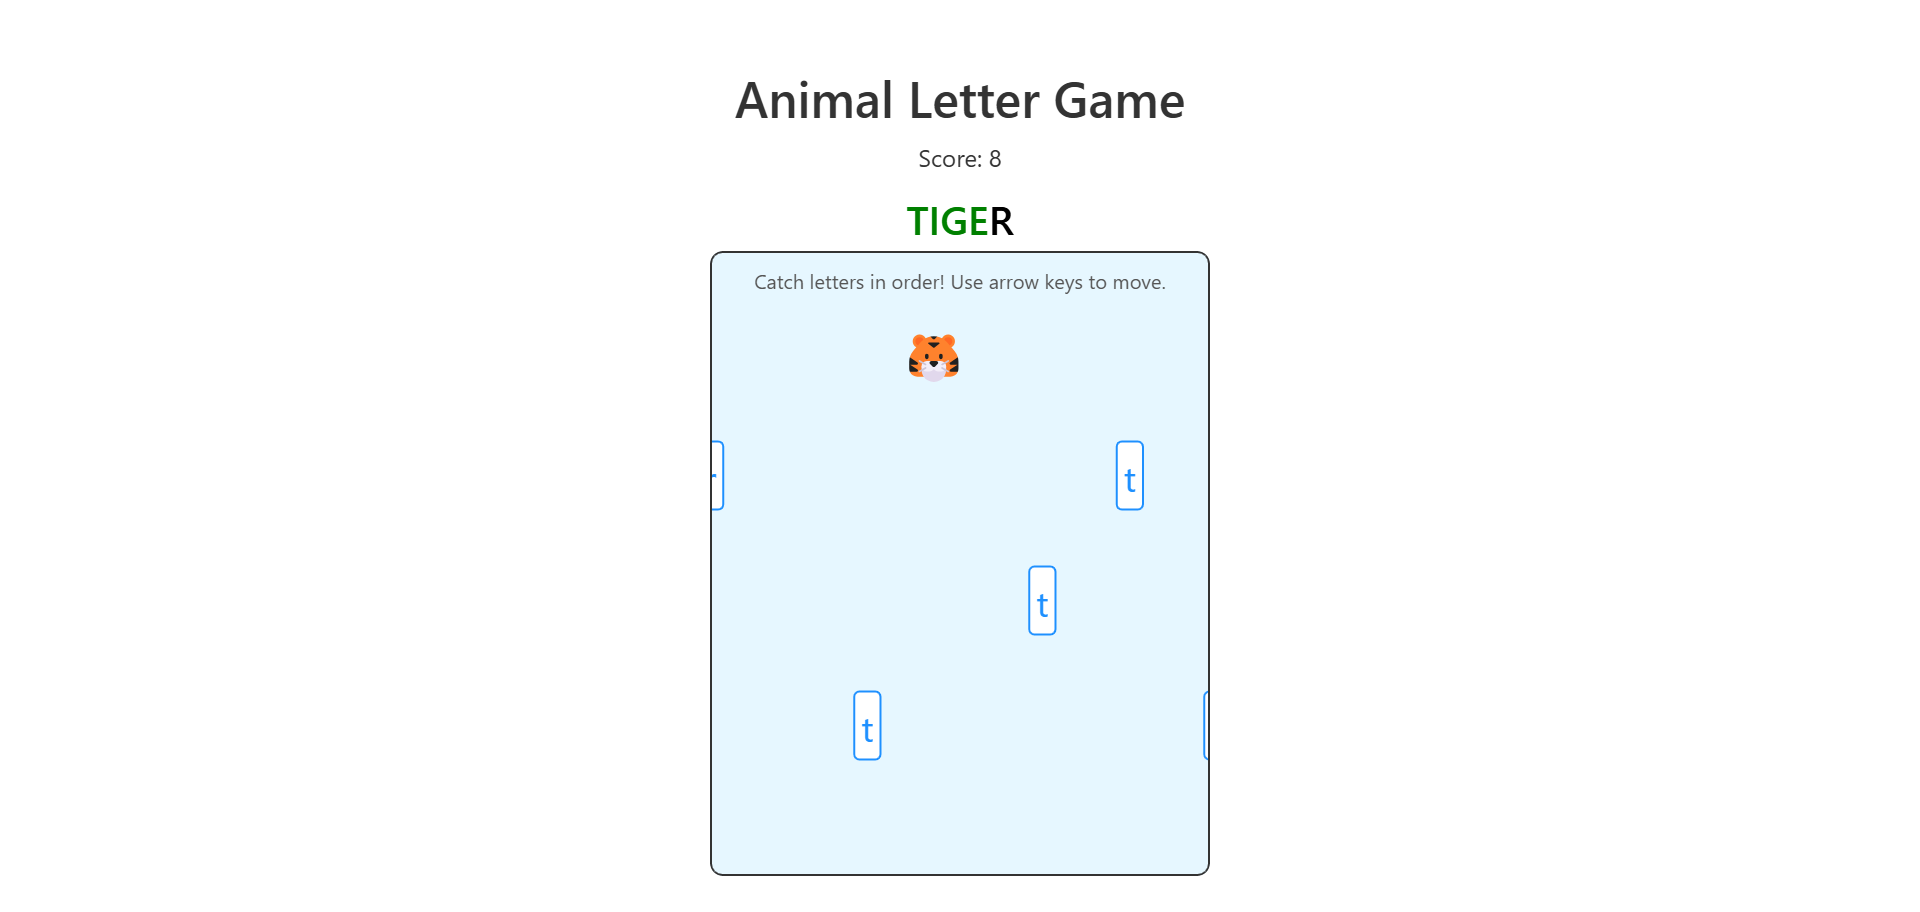 Animal Letter Game
Score: 8
TIGER
Catch letters in order! Use arrow keys to move.
r t
t
t